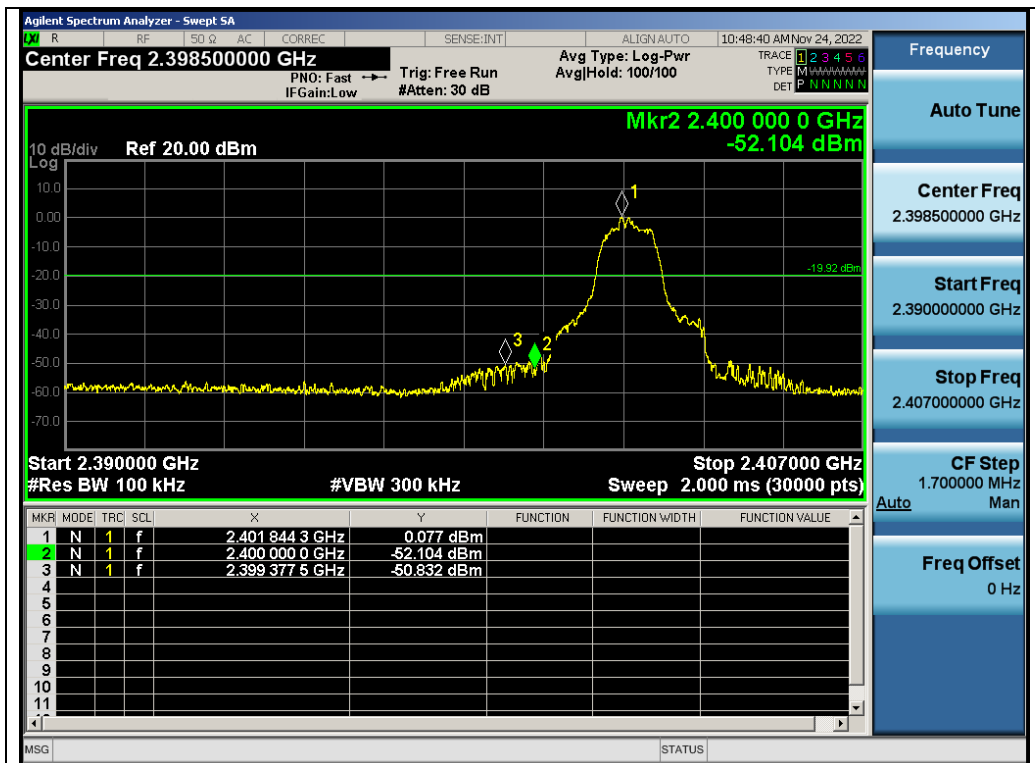 Agilent Spectrum Analyzer - Swept SA
LXI R RF 50 Ω AC CORREC SENSE:INT ALIGN AUTO 10:48:40 AM Nov 24, 2022
Center Freq 2.398500000 GHz
PNO: Fast
IFGain:Low
Trig: Free Run
#Atten: 30 dB
Avg Type: Log-Pwr
Avg|Hold: 100/100
TRACE 1 2 3 4 5 6
TYPE M
DET P N N N N N
Mkr2 2.400 000 0 GHz
-52.104 dBm
10 dB/div Ref 20.00 dBm
Log
10.0
0.00
-10.0
-20.0
-30.0
-40.0
-50.0
-60.0
-70.0
1
-19.92 dBm
3
2
Start 2.390000 GHz Stop 2.407000 GHz
#Res BW 100 kHz #VBW 300 kHz Sweep 2.000 ms (30000 pts)
MKR MODE TRC SCL X Y FUNCTION FUNCTION WIDTH FUNCTION VALUE
1 N 1 f 2.401 844 3 GHz 0.077 dBm
2 N 1 f 2.400 000 0 GHz -52.104 dBm
3 N 1 f 2.399 377 5 GHz -50.832 dBm
4
5
6
7
8
9
10
11
MSG STATUS
Frequency
Auto Tune
Center Freq
2.398500000 GHz
Start Freq
2.390000000 GHz
Stop Freq
2.407000000 GHz
CF Step
1.700000 MHz
Auto Man
Freq Offset
0 Hz